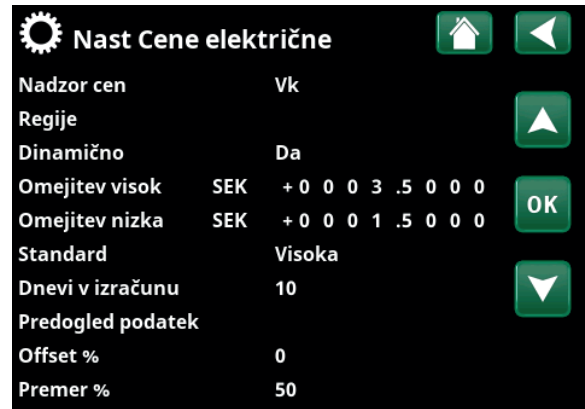 Nast Cene električne
Nadzor cen Vk
Regije
Dinamično Da
Omejitev visok SEK +0 0 0 3 .5 0 0 0
Omejitev nizka SEK +0 0 0 1 .5 0 0 0
OK
Standard Visoka
Dnevi v izračunu 10
Predogled podatek
Offset % 0
Premer % 50